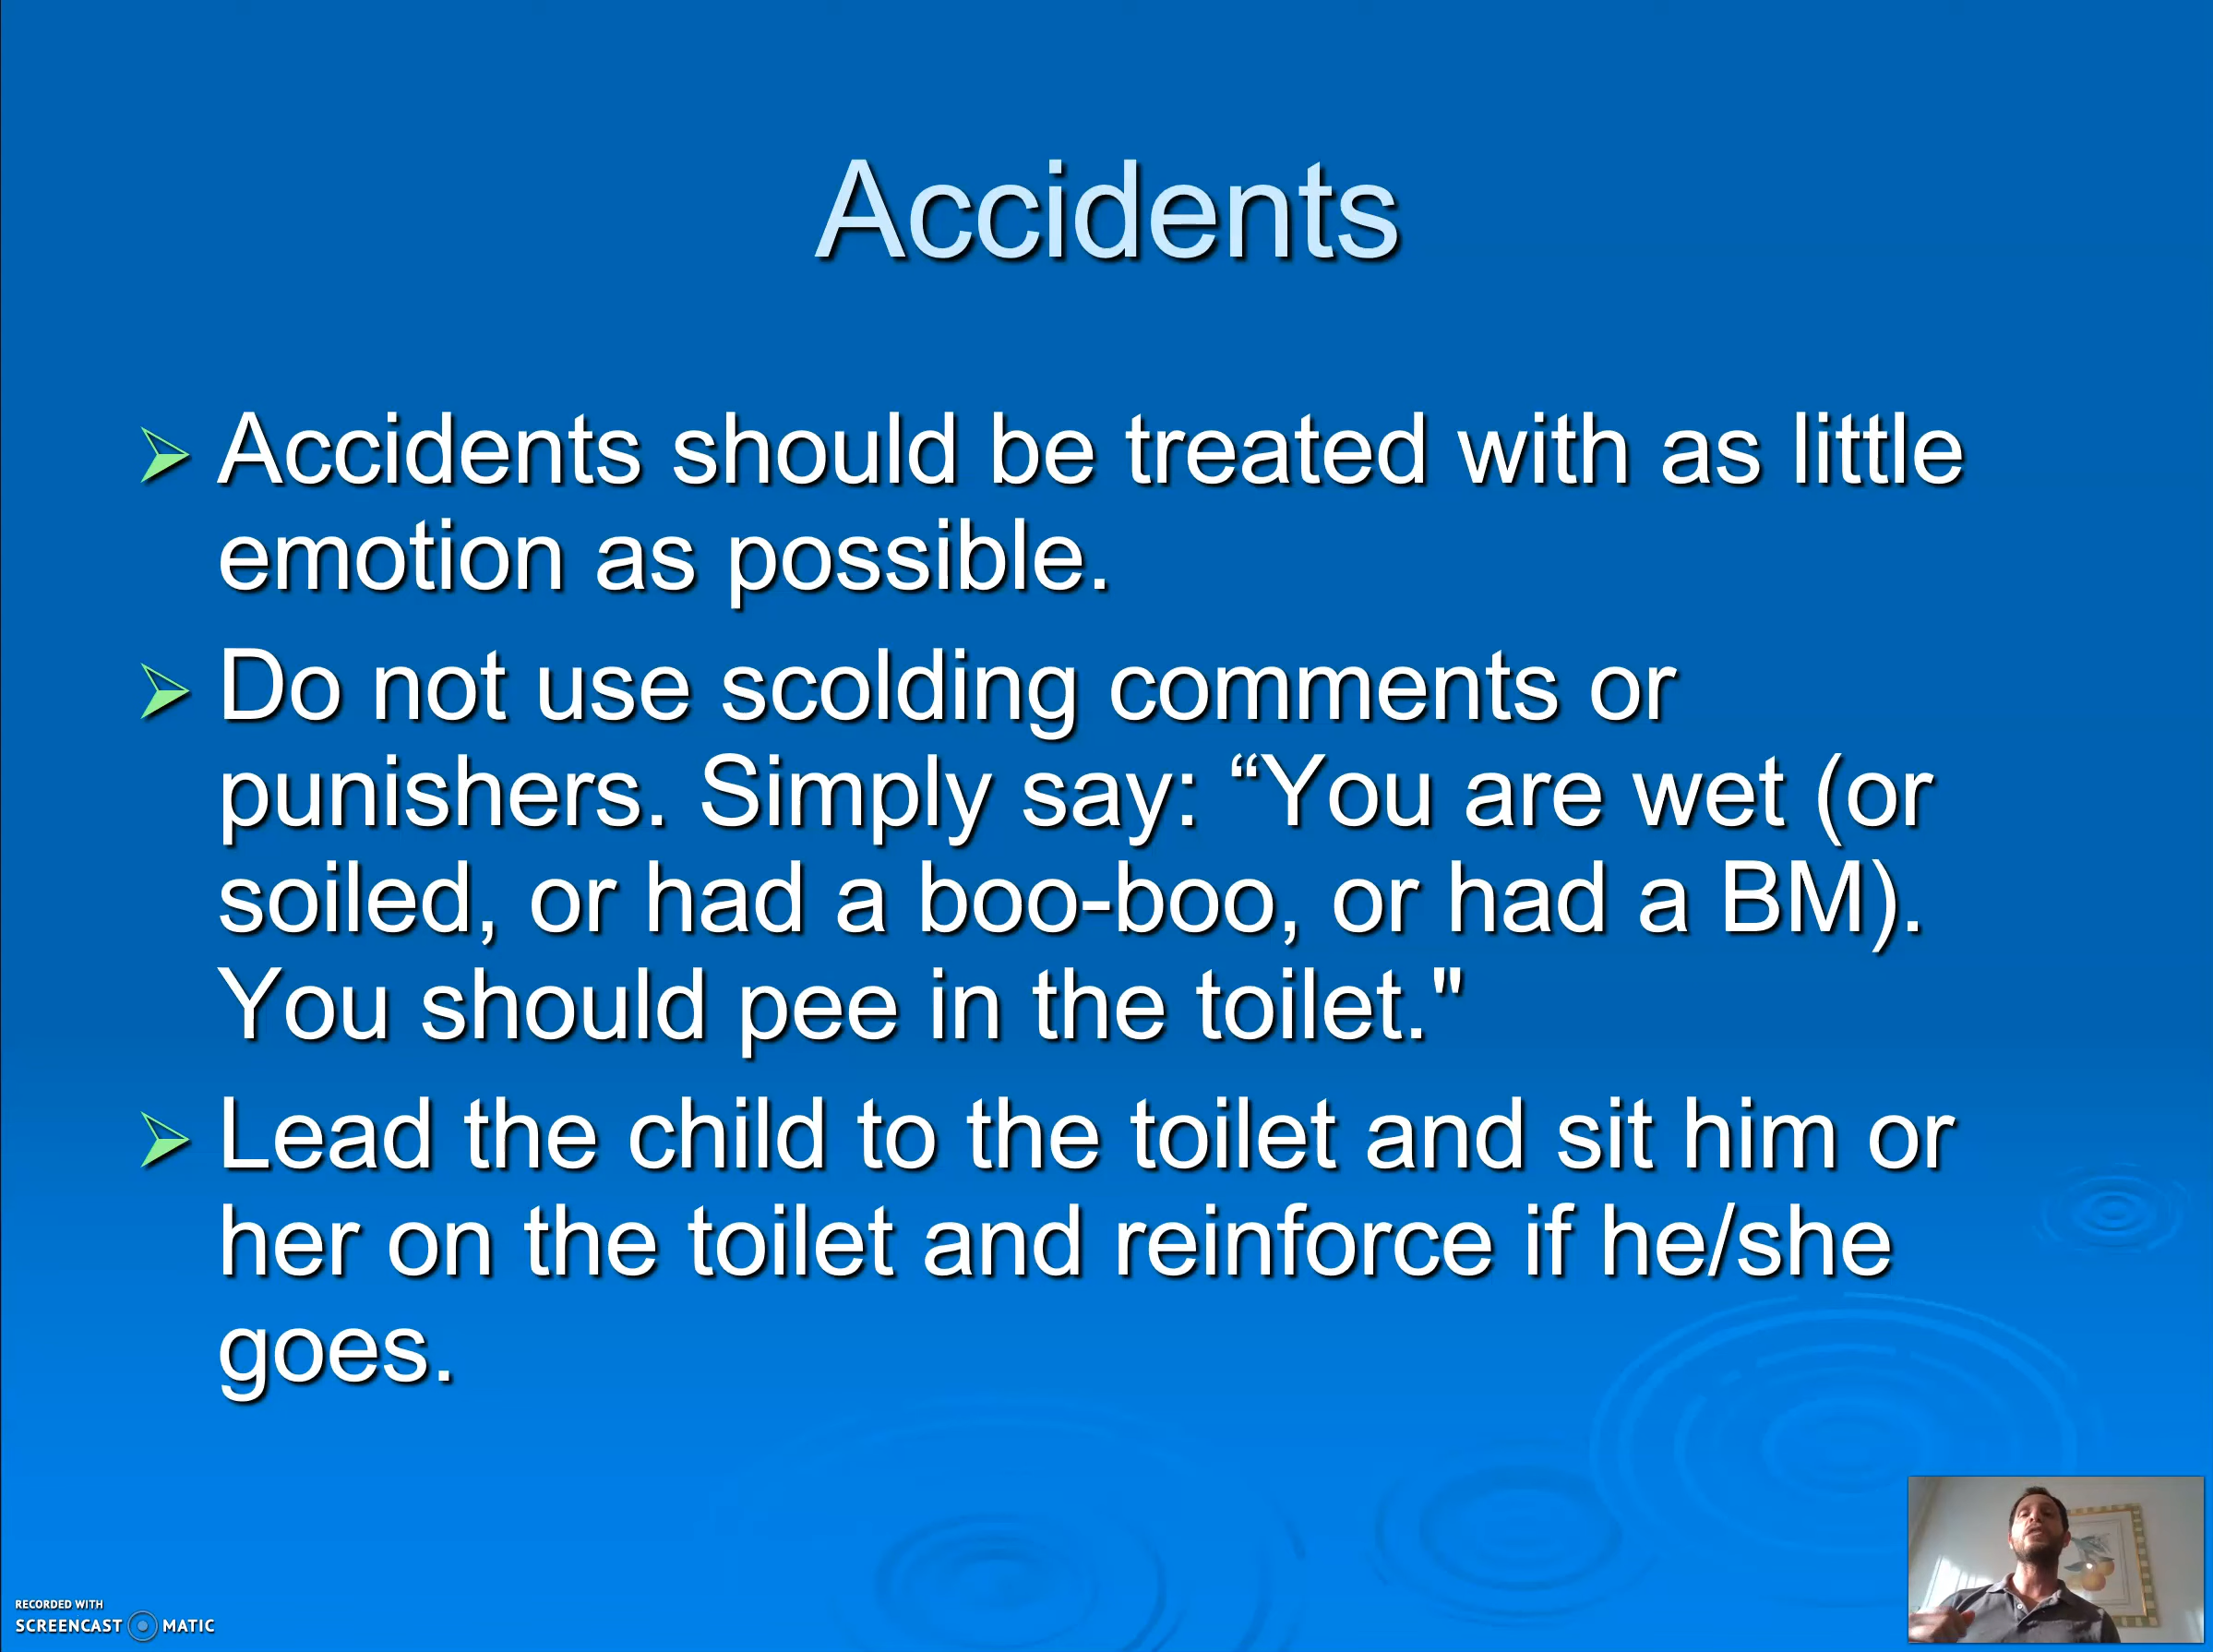 Accidents
Accidents should be treated with as little
emotion as possible.
Do not use scolding comments or
punishers. Simply say: “You are wet (or
soiled, or had a boo-boo, or had a BM).
You should pee in the toilet."
Lead the child to the toilet and sit him or
her on the toilet and reinforce if he/she
goes.
RECORDED WITH
SCREENCAST MATIC